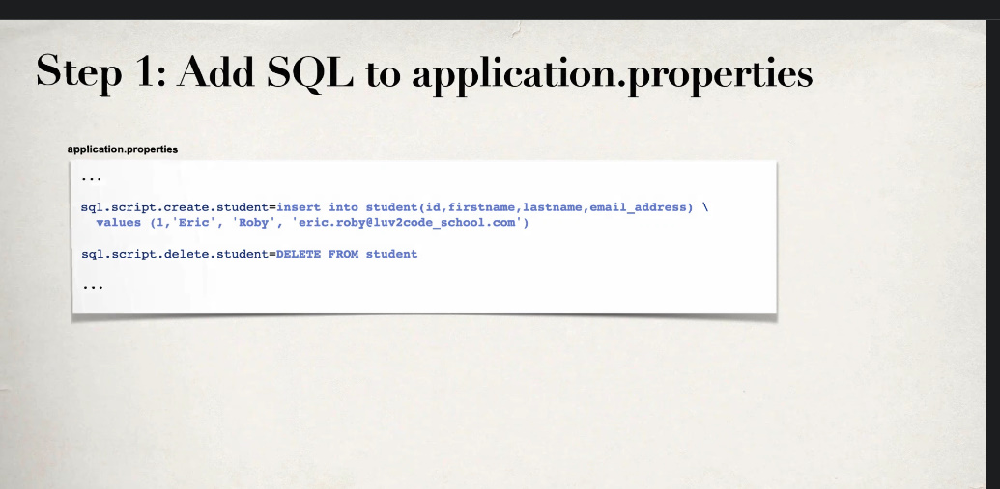 Step 1: Add SQL to application.properties
application.properties
...
sql.script.create.student=insert into student(id,firstname,lastname,email_address) \
values (1,'Eric', 'Roby', 'eric.roby@luv2code_school.com')
sql.script.delete.student=DELETE FROM student
...